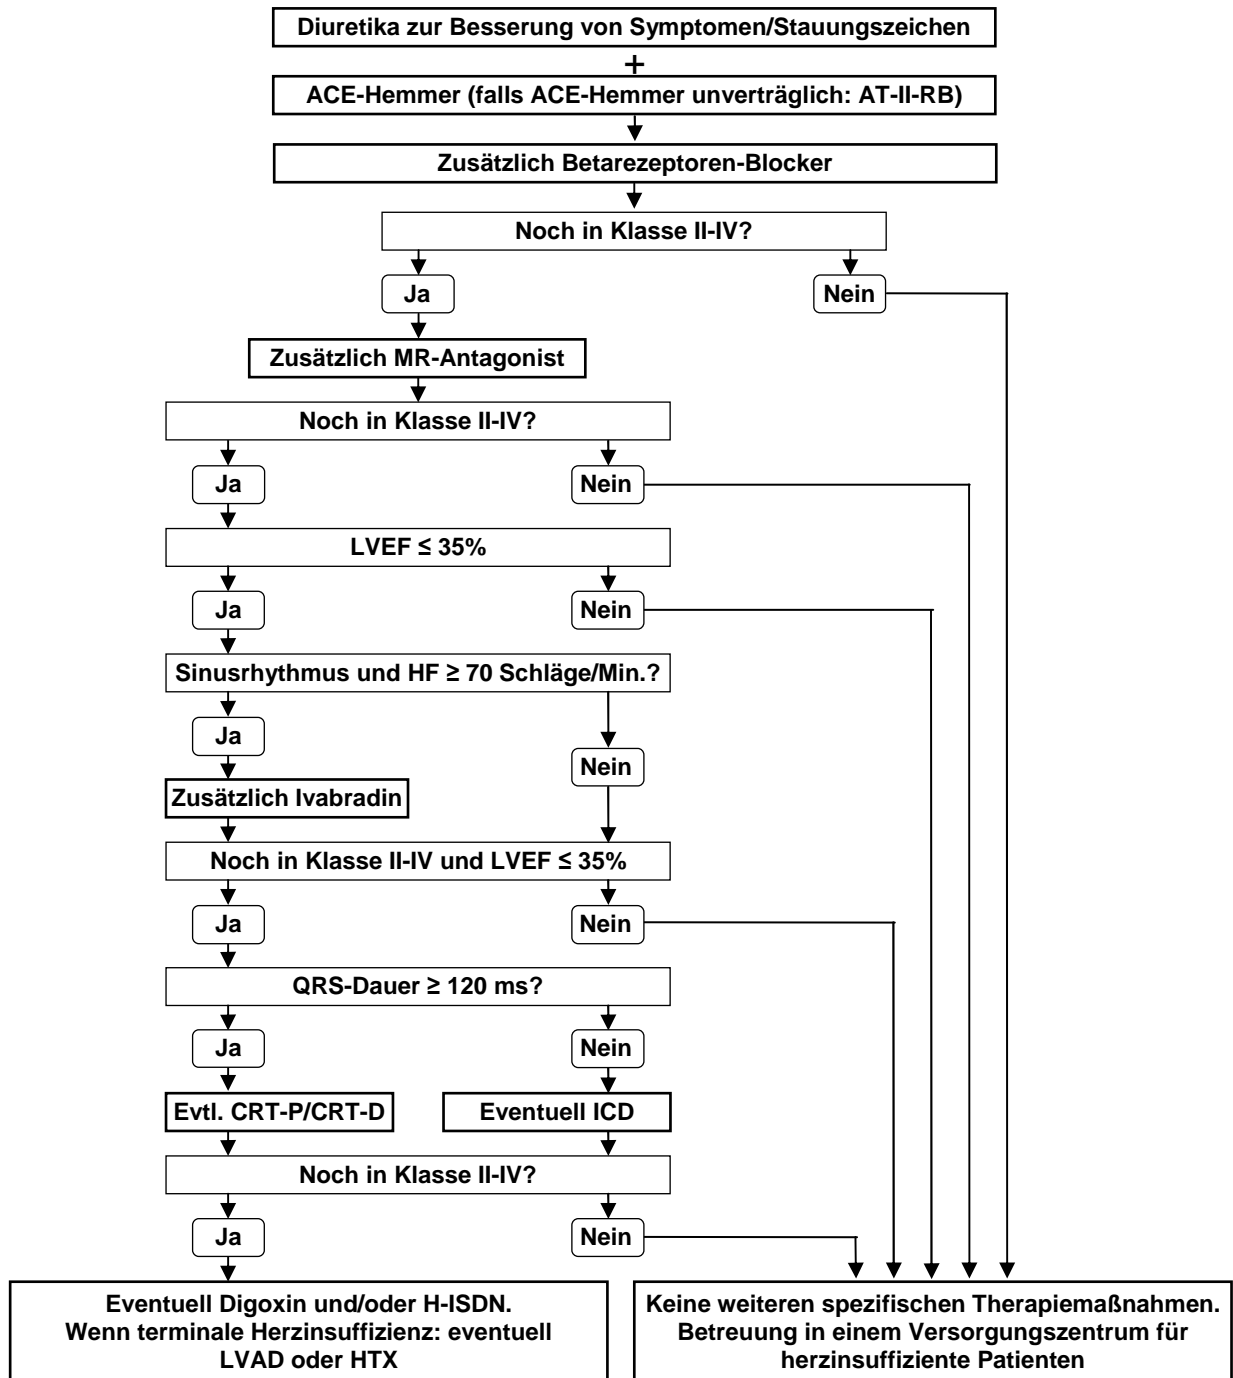 Diuretika zur Besserung von Symptomen/Stauungszeichen
+
ACE-Hemmer (falls ACE-Hemmer unverträglich: AT-II-RB)
Zusätzlich Betarezeptoren-Blocker
Noch in Klasse II-IV?
Ja
Nein
Zusätzlich MR-Antagonist
Noch in Klasse II-IV?
Ja
Nein
LVEF ≤ 35%
Ja
Nein
Sinusrhythmus und HF ≥ 70 Schläge/Min.?
Ja
Nein
Zusätzlich Ivabradin
Noch in Klasse II-IV und LVEF ≤ 35%
Ja
Nein
QRS-Dauer ≥ 120 ms?
Ja
Nein
Evtl. CRT-P/CRT-D
Eventuell ICD
Noch in Klasse II-IV?
Ja
Nein
Eventuell Digoxin und/oder H-ISDN.
Wenn terminale Herzinsuffizienz: eventuell
LVAD oder HTX
Keine weiteren spezifischen Therapiemaßnahmen.
Betreuung in einem Versorgungszentrum für
herzinsuffiziente Patienten